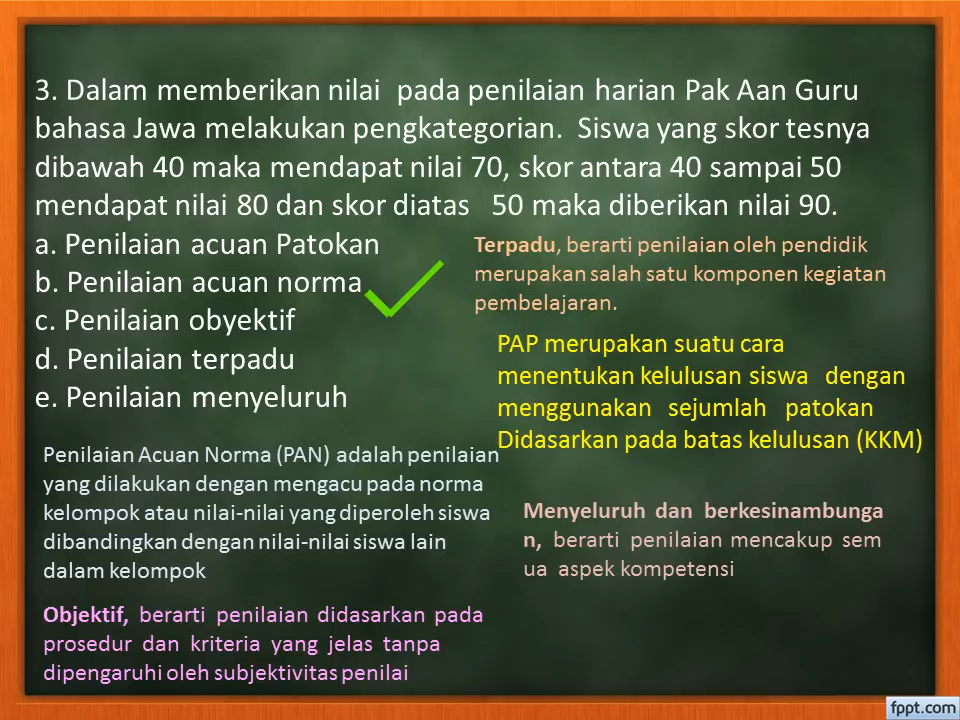 3. Dalam memberikan nilai  pada penilaian harian Pak Aan Guru
bahasa Jawa melakukan pengkategorian.  Siswa yang skor tesnya
dibawah 40 maka mendapat nilai 70, skor antara 40 sampai 50
mendapat nilai 80 dan skor diatas   50 maka diberikan nilai 90.
a. Penilaian acuan Patokan
b. Penilaian acuan norma
c. Penilaian obyektif
d. Penilaian terpadu
e. Penilaian menyeluruh
Terpadu, berarti penilaian oleh pendidik
merupakan salah satu komponen kegiatan
pembelajaran.
PAP merupakan suatu cara
menentukan kelulusan siswa   dengan
menggunakan   sejumlah   patokan
Didasarkan pada batas kelulusan (KKM)
Penilaian Acuan Norma (PAN) adalah penilaian
yang dilakukan dengan mengacu pada norma
kelompok atau nilai-nilai yang diperoleh siswa
dibandingkan dengan nilai-nilai siswa lain
dalam kelompok
Menyeluruh  dan  berkesinambunga
n,  berarti  penilaian  mencakup  sem
ua  aspek kompetensi
Objektif,  berarti  penilaian  didasarkan  pada
prosedur  dan  kriteria  yang  jelas  tanpa
dipengaruhi oleh subjektivitas penilai
fppt.com